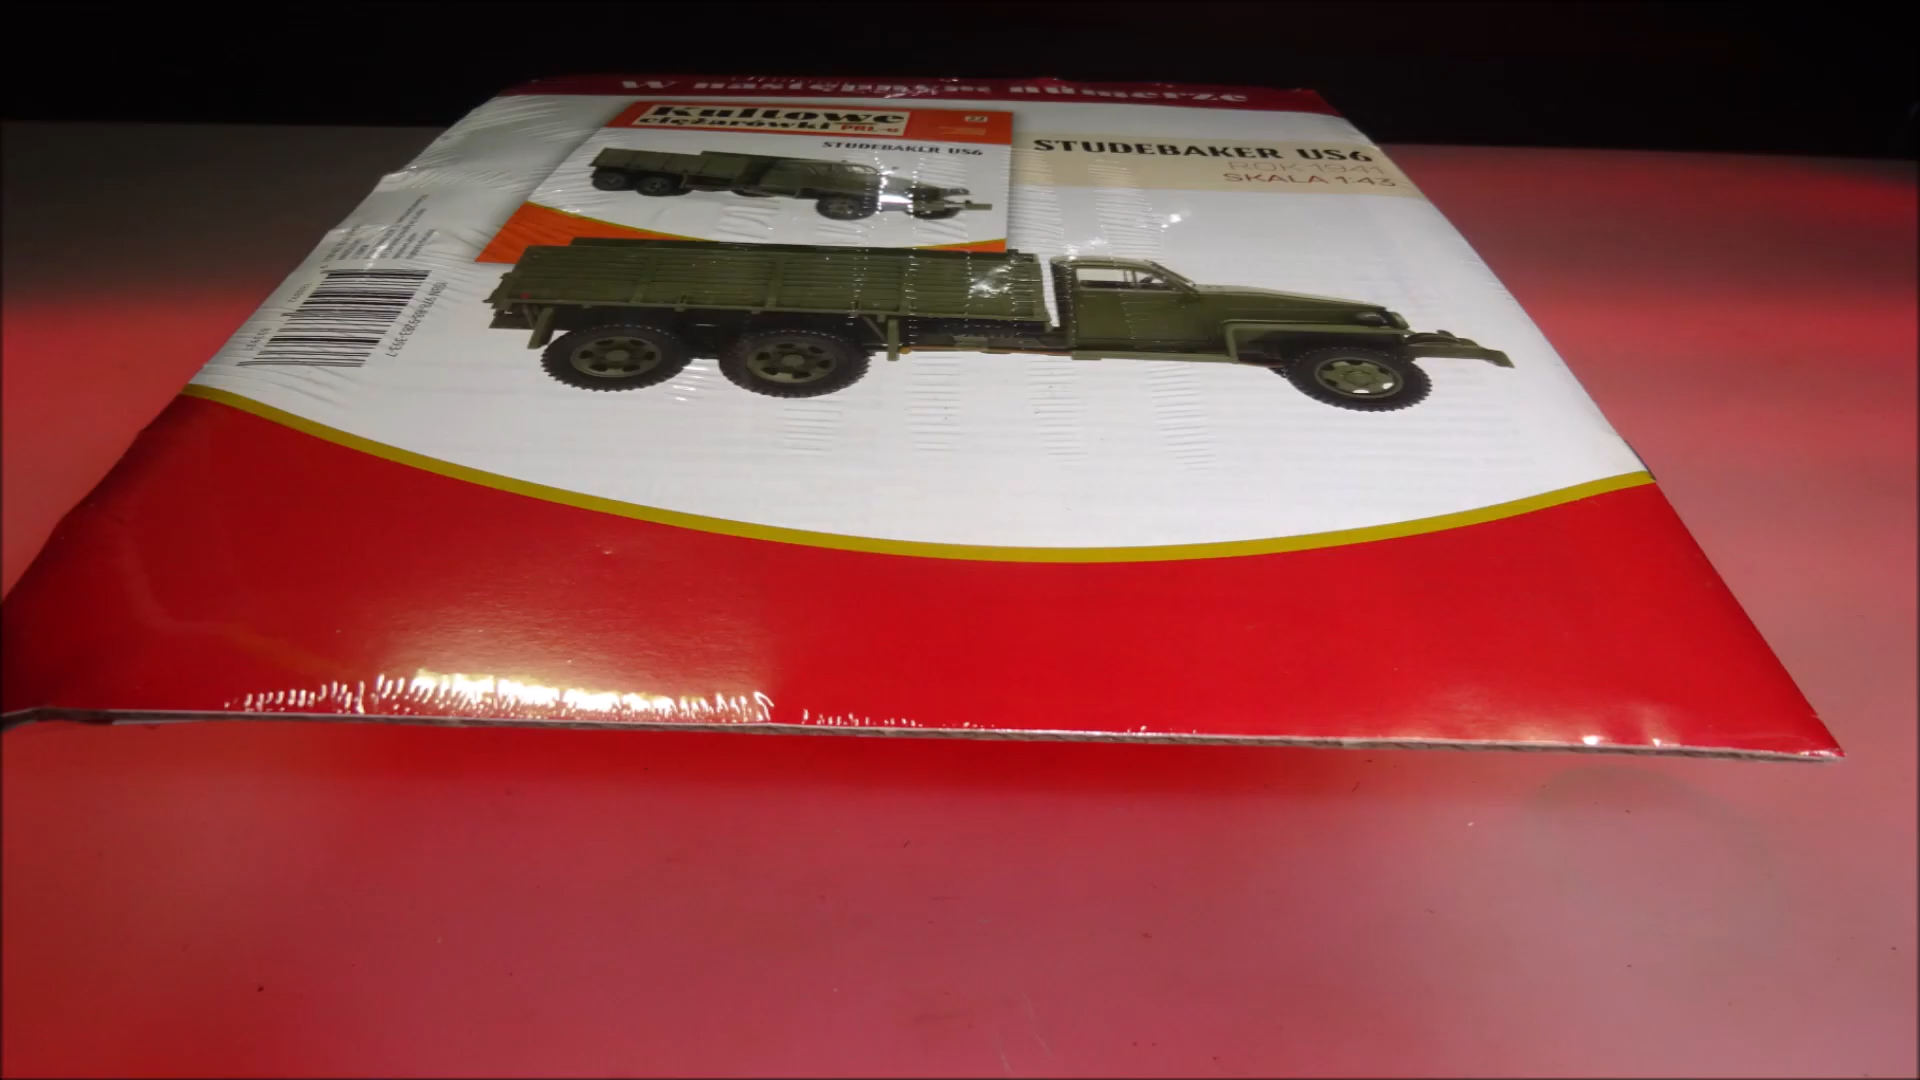 W następnym numerze
Kultowe
ciężarówki PRL-u
STUDEBAKER US6
STUDEBAKER US6
ROK 1941
SKALA 1:43